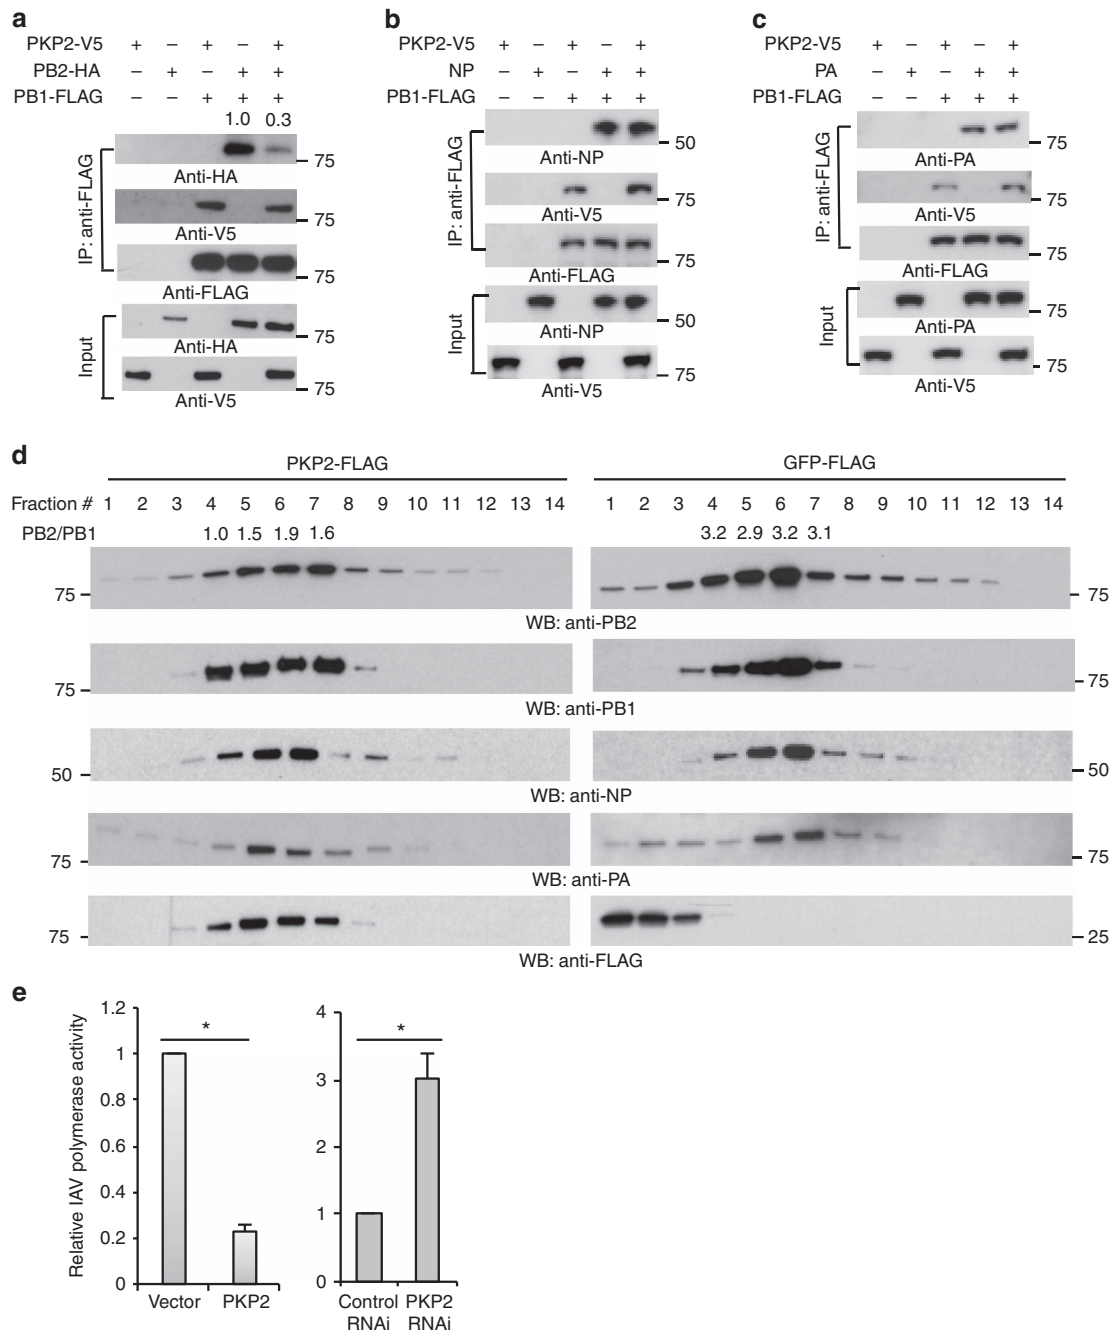 a
PKP2-V5 + – + – +
PB2-HA – + – + +
PB1-FLAG – – + + +
1.0 0.3
IP: anti-FLAG
75
Anti-HA
75
Anti-V5
75
Anti-FLAG
Input
75
Anti-HA
75
Anti-V5
b
PKP2-V5 + – + – +
NP – + – + +
PB1-FLAG – – + + +
IP: anti-FLAG
50
Anti-NP
75
Anti-V5
75
Anti-FLAG
Input
50
Anti-NP
75
Anti-V5
c
PKP2-V5 + – + – +
PA – + – + +
PB1-FLAG – – + + +
IP: anti-FLAG
75
Anti-PA
75
Anti-V5
75
Anti-FLAG
Input
75
Anti-PA
75
Anti-V5
d
PKP2-FLAG GFP-FLAG
Fraction # 1 2 3 4 5 6 7 8 9 10 11 12 13 14 1 2 3 4 5 6 7 8 9 10 11 12 13 14
PB2/PB1 1.0 1.5 1.9 1.6 3.2 2.9 3.2 3.1
75 75
WB: anti-PB2
75 75
WB: anti-PB1
50 50
WB: anti-NP
75 75
WB: anti-PA
75 25
WB: anti-FLAG
e
Relative IAV polymerase activity
1.2
1
0.8
0.6
0.4
0.2
0
*
Vector PKP2
4
3
2
1
0
*
Control PKP2
RNAi RNAi